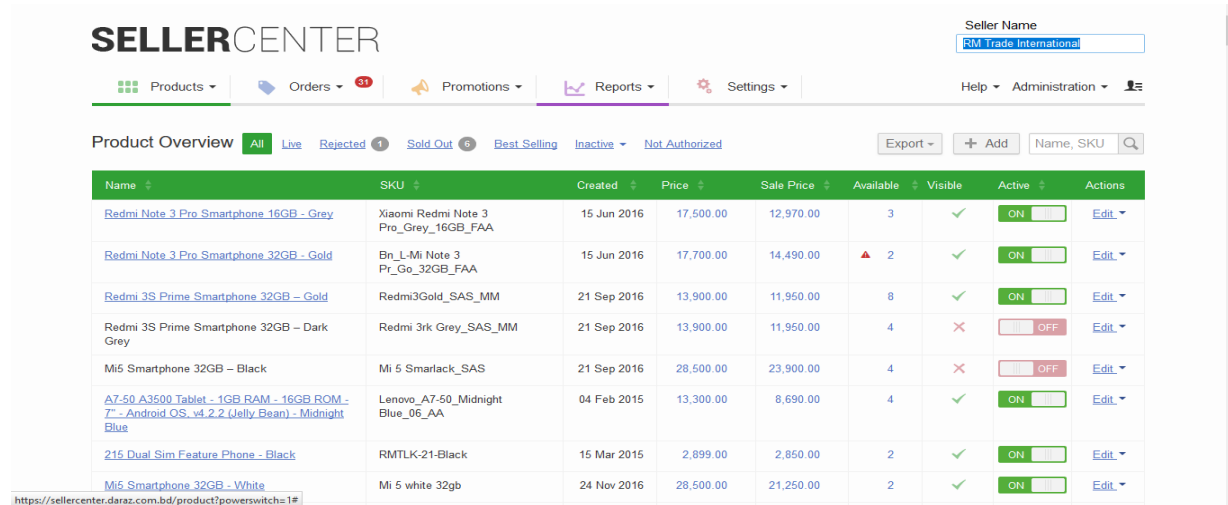 SELLERCENTER
Seller Name
RM Trade International
Products Orders 31 Promotions Reports Settings Help Administration
Product Overview All Live Rejected 1 Sold Out 6 Best Selling Inactive Not Authorized Export + Add Name, SKU
Name SKU Created Price Sale Price Available Visible Active Actions
Redmi Note 3 Pro Smartphone 16GB - Grey Xiaomi Redmi Note 3 15 Jun 2016 17,500.00 12,970.00 3 ON Edit
Pro_Grey_16GB_FAA
Redmi Note 3 Pro Smartphone 32GB - Gold Bn_L-Mi Note 3 15 Jun 2016 17,700.00 14,490.00 2 ON Edit
Pr_Go_32GB_FAA
Redmi 3S Prime Smartphone 32GB – Gold Redmi3Gold_SAS_MM 21 Sep 2016 13,900.00 11,950.00 8 ON Edit
Redmi 3S Prime Smartphone 32GB – Dark Redmi 3rk Grey_SAS_MM 21 Sep 2016 13,900.00 11,950.00 4 OFF Edit
Grey
Mi5 Smartphone 32GB – Black Mi 5 Smarlack_SAS 21 Sep 2016 28,500.00 23,900.00 4 OFF Edit
A7-50 A3500 Tablet - 1GB RAM - 16GB ROM - Lenovo_A7-50_Midnight 04 Feb 2015 13,300.00 8,690.00 4 ON Edit
7" - Android OS, v4.2.2 (Jelly Bean) - Midnight Blue_06_AA
Blue
215 Dual Sim Feature Phone - Black RMTLK-21-Black 15 Mar 2015 2,899.00 2,850.00 2 ON Edit
Mi5 Smartphone 32GB - White Mi 5 white 32gb 24 Nov 2016 28,500.00 21,250.00 2 ON Edit
https://sellercenter.daraz.com.bd/product?powerswitch=1#